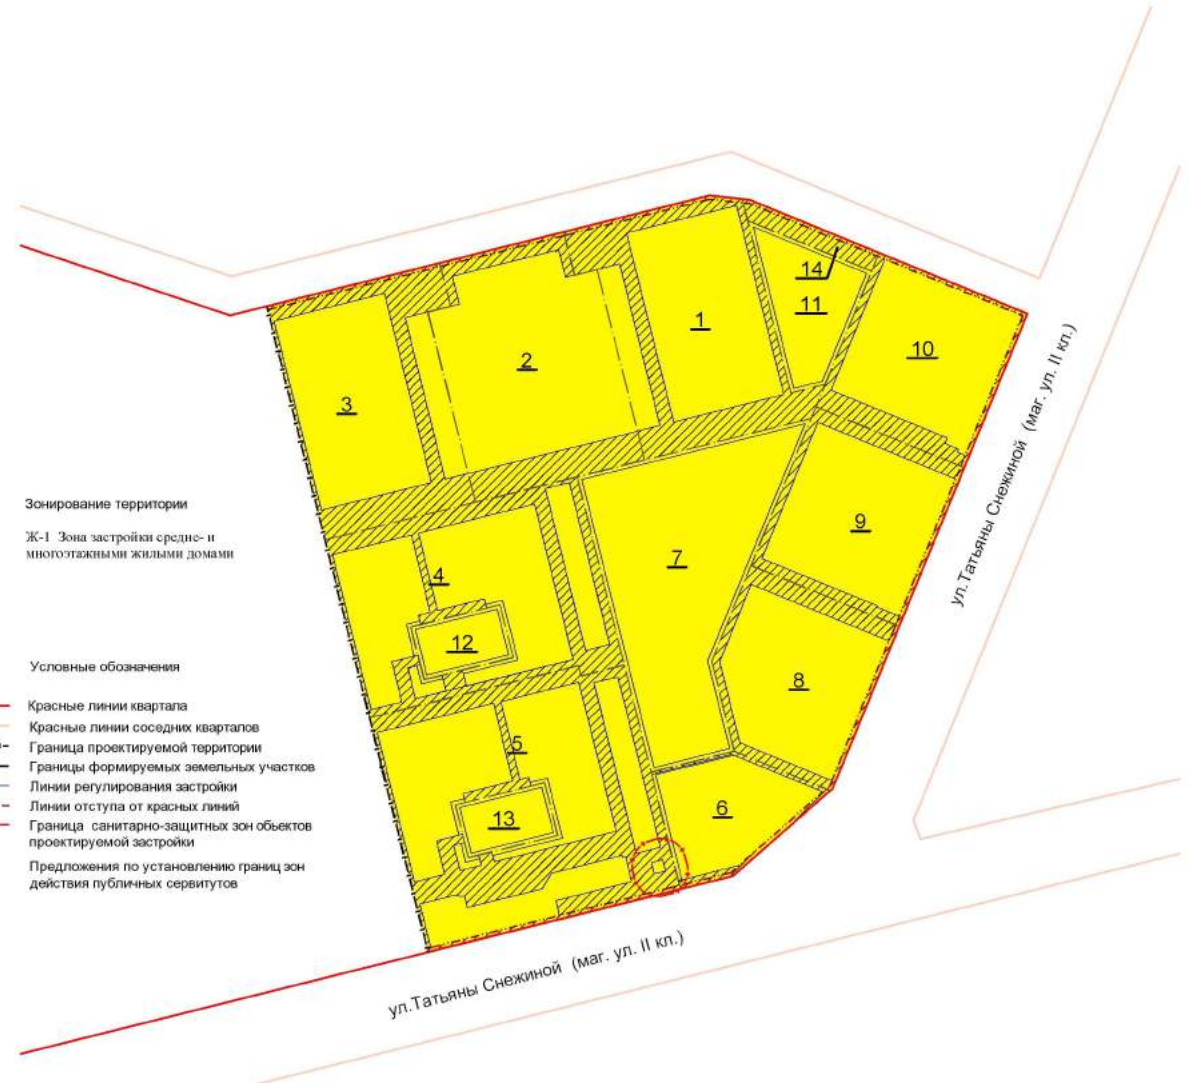 14
11
1
10
2
3
ул.Татьяны Снежиной (маг. ул. II кл.)
Зонирование территории
Ж-1 Зона застройки средне- и
многоэтажными жилыми домами
9
7
4
12
Условные обозначения
8
Красные линии квартала
Красные линии соседних кварталов
Граница проектируемой территории
5
Границы формируемых земельных участков
Линии регулирования застройки
Линии отступа от красных линий
6
13
Граница санитарно-защитных зон обьектов
проектируемой застройки
Предложения по установлению границ зон
действия публичных сервитутов
ул.Татьяны Снежиной (маг. ул. II кл.)